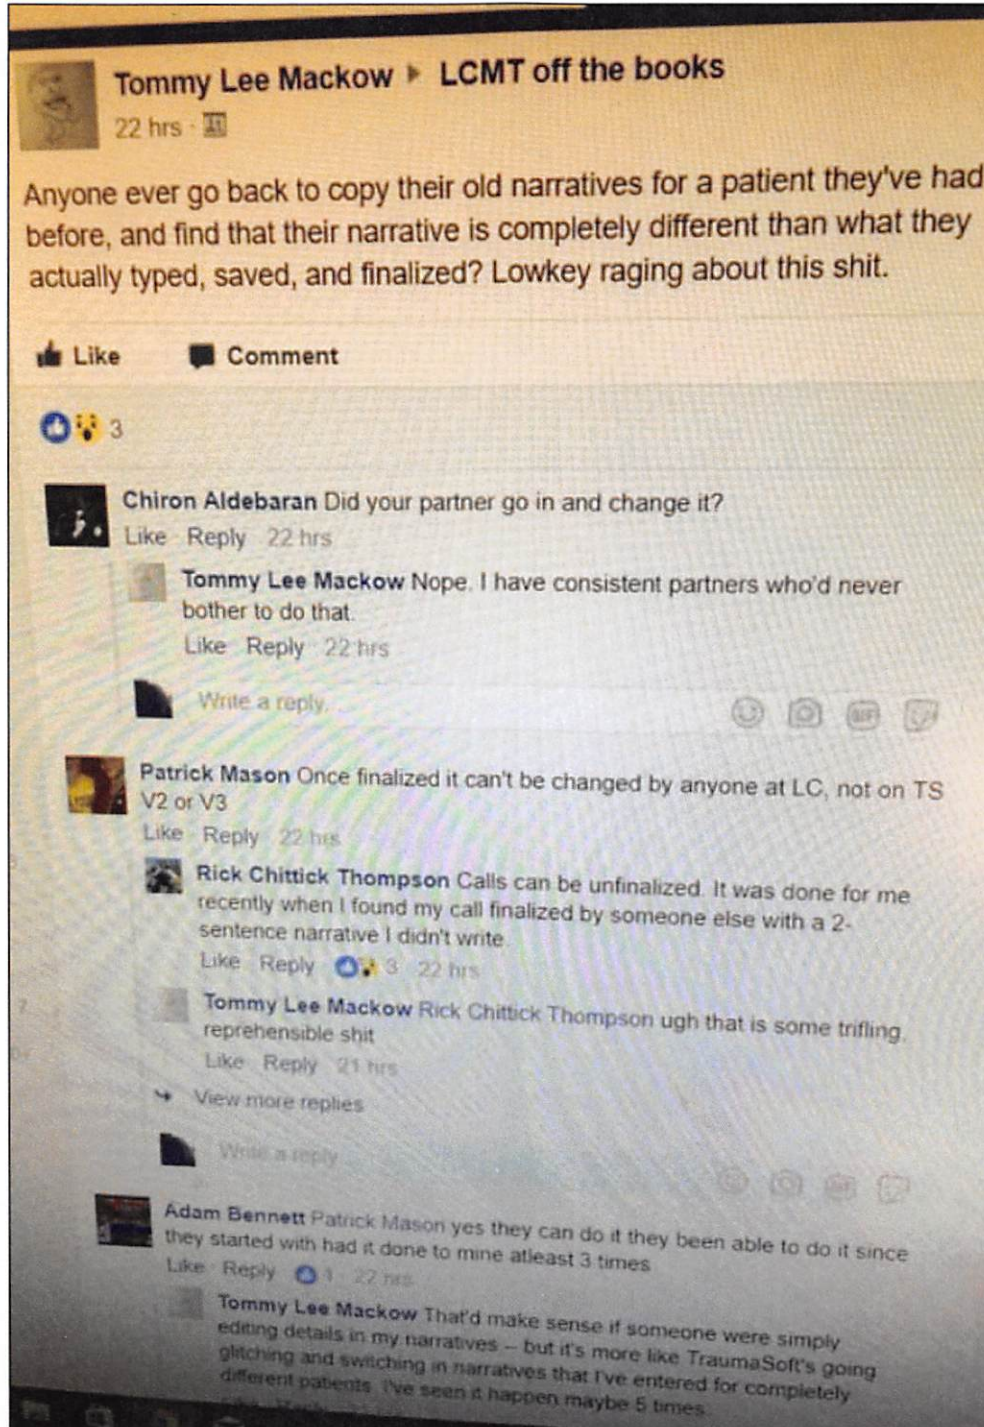 Tommy Lee Mackow ▸ LCMT off the books
22 hrs ·
Anyone ever go back to copy their old narratives for a patient they've had
before, and find that their narrative is completely different than what they
actually typed, saved, and finalized? Lowkey raging about this shit.
Like Comment
3
Chiron Aldebaran Did your partner go in and change it?
Like Reply 22 hrs
Tommy Lee Mackow Nope. I have consistent partners who'd never
bother to do that.
Like Reply 22 hrs
Write a reply.
GIF
Patrick Mason Once finalized it can't be changed by anyone at LC, not on TS
V2 or V3
Like Reply 22 hrs
Rick Chittick Thompson Calls can be unfinalized. It was done for me
recently when I found my call finalized by someone else with a 2-
sentence narrative I didn't write
Like Reply 3 22 hrs
Tommy Lee Mackow Rick Chittick Thompson ugh that is some trifling,
reprehensible shit
Like Reply 21 hrs
View more replies
Write a reply
GIF
Adam Bennett Patrick Mason yes they can do it they been able to do it since
they started with had it done to mine atleast 3 times
Like Reply 1 22 hrs
Tommy Lee Mackow That'd make sense if someone were simply
editing details in my narratives – but it's more like TraumaSoft's going
glitching and switching in narratives that I've entered for completely
different patients. I've seen it happen maybe 5 times.